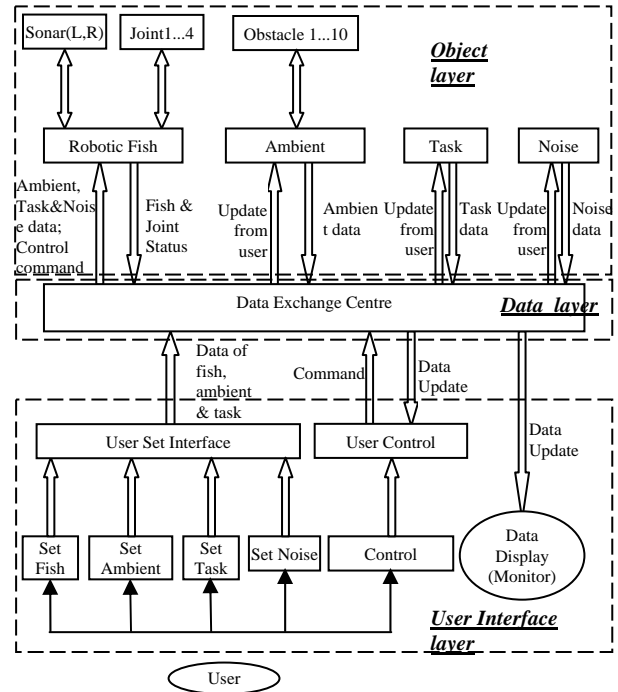 Sonar(L,R)
Joint1...4
Obstacle 1...10
Object
layer
Robotic Fish
Ambient
Task
Noise
Ambient,
Task&Nois
e data;
Control
command
Fish &
Joint
Status
Update
from
user
Ambien
t data
Update
from
user
Task
data
Update
from
user
Noise
data
Data Exchange Centre
Data layer
Data of
fish,
ambient
& task
Command
Data
Update
Data
Update
User Set Interface
User Control
Set
Fish
Set
Ambient
Set
Task
Set Noise
Control
Data
Display
(Monitor)
User Interface
layer
User